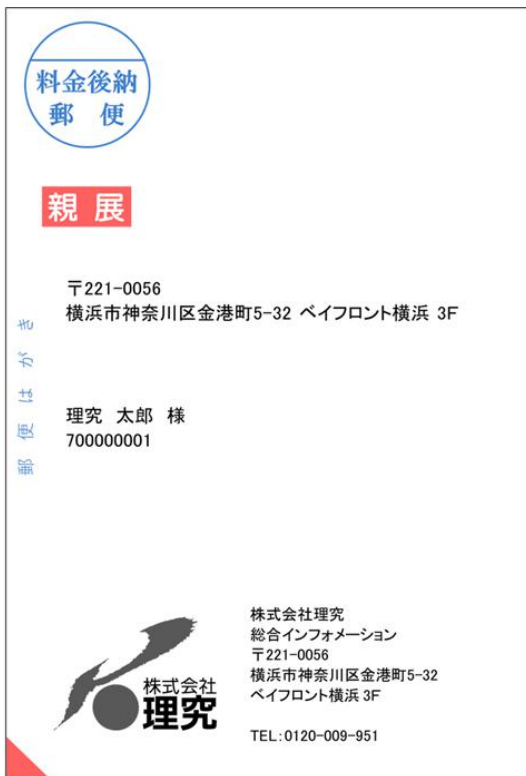 料金後納
郵　便
親展
〒221-0056
横浜市神奈川区金港町5-32 ベイフロント横浜 3F
郵便はがき
理究　太郎　様
700000001
株式会社
理究
株式会社理究
総合インフォメーション
〒221-0056
横浜市神奈川区金港町5-32
ベイフロント横浜 3F
TEL:0120-009-951